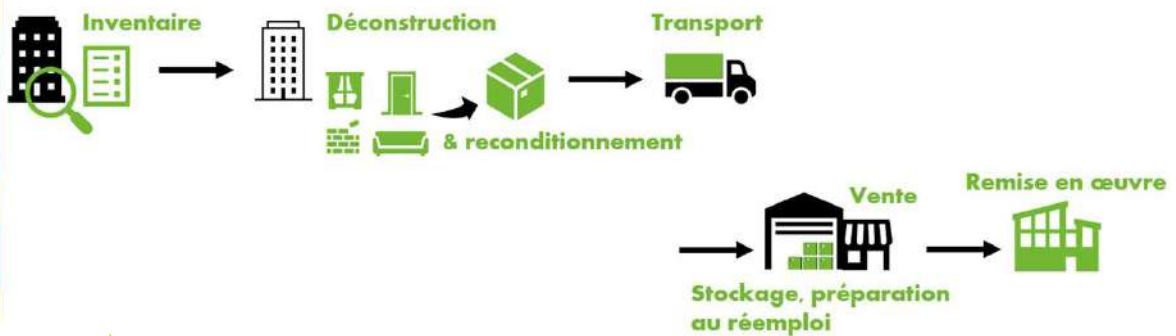 Inventaire
Déconstruction
& reconditionnement
Transport
Vente
Stockage, préparation
au réemploi
Remise en œuvre